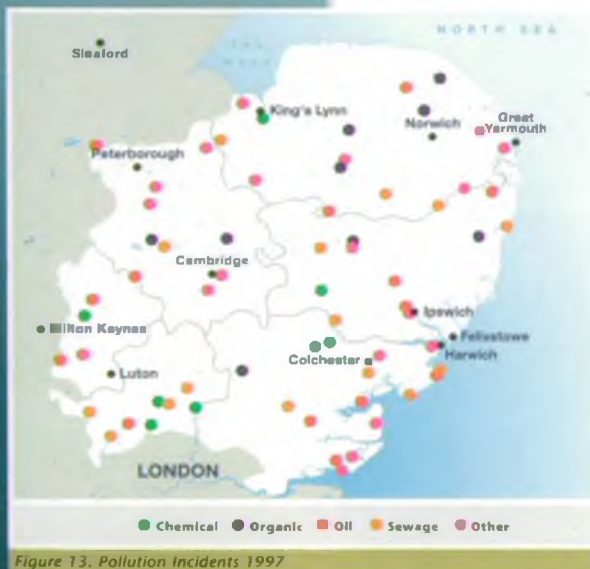 NORTH SEA
Sleaford
King's Lynn
Norwich
Great
Yarmouth
Peterborough
Cambridge
Milton Keynes
Ipswich
Felixstowe
Harwich
Colchester
Luton
LONDON
Chemical Organic Oil Sewage Other
Figure 13. Pollution Incidents 1997